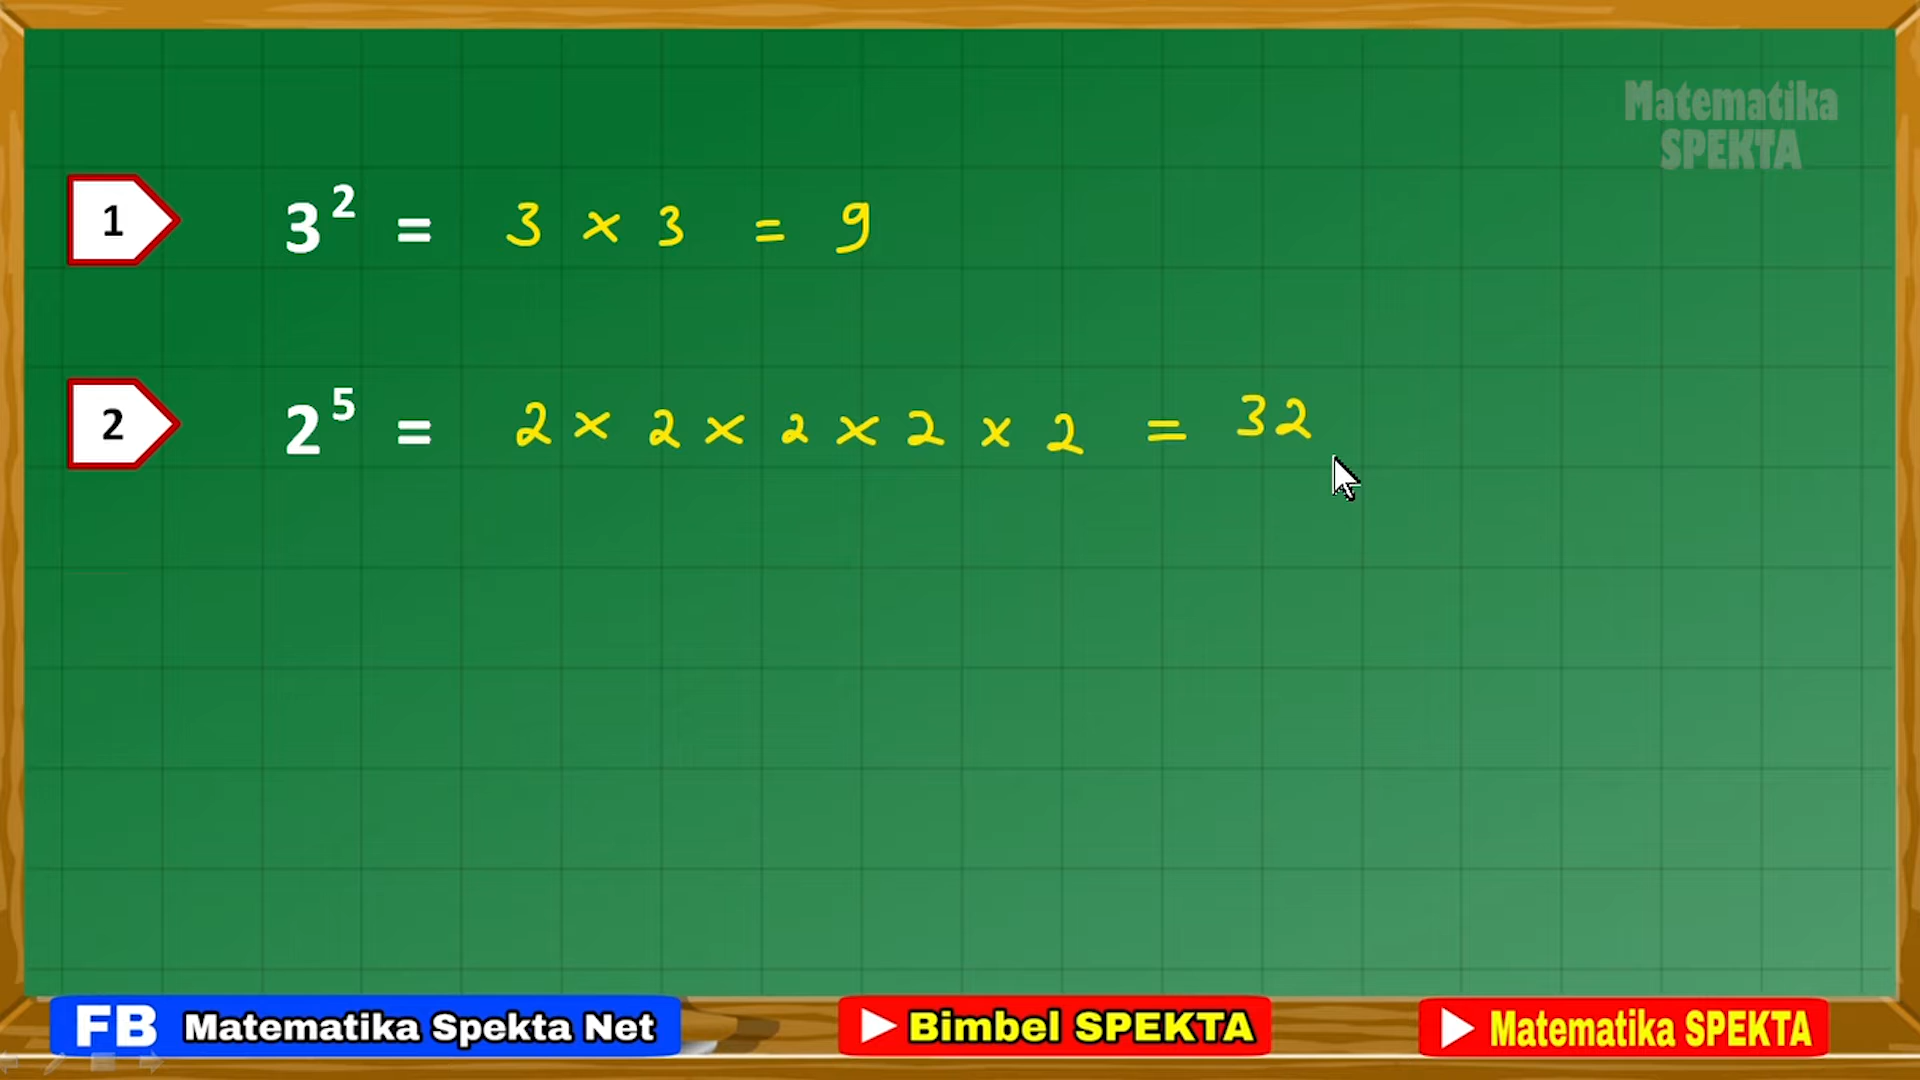 Matematika
SPEKTA
1 3² = 3 × 3 = 9
2 2⁵ = 2 × 2 × 2 × 2 × 2 = 32
FB Matematika Spekta Net
Bimbel SPEKTA
Matematika SPEKTA